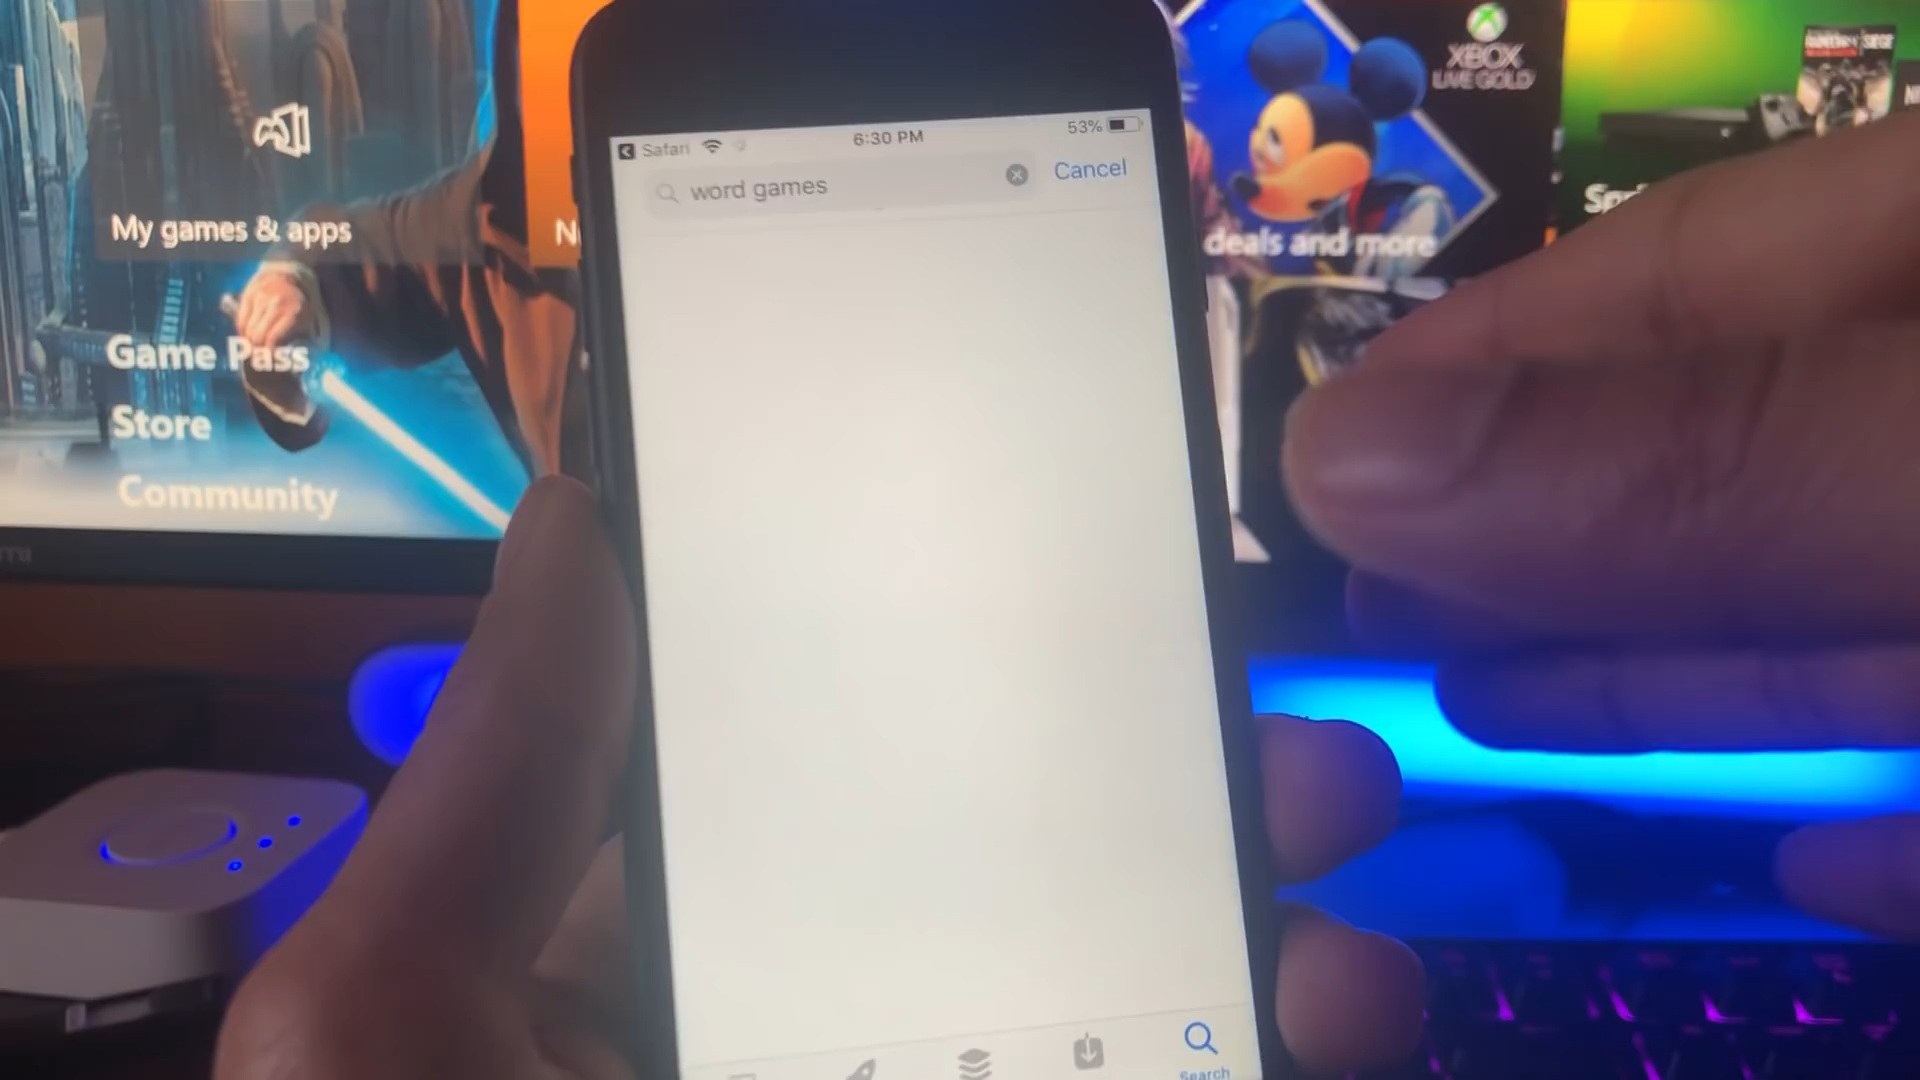 XBOX
LIVE GOLD
Safari
6:30 PM
53%
word games
Cancel
My games & apps
deals and more
Game Pass
Store
Community
Search